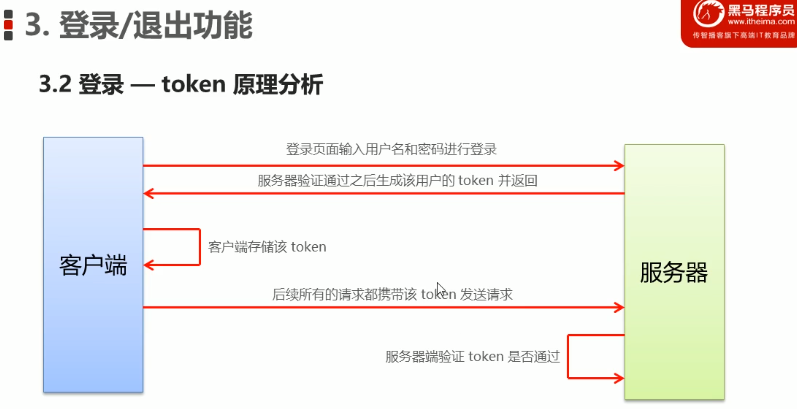 3. 登录/退出功能
黑马程序员
www.itheima.com
传智播客旗下高端IT教育品牌
3.2 登录 — token 原理分析
登录页面输入用户名和密码进行登录
服务器验证通过之后生成该用户的 token 并返回
客户端存储该 token
客户端
服务器
后续所有的请求都携带该 token 发送请求
服务器端验证 token 是否通过